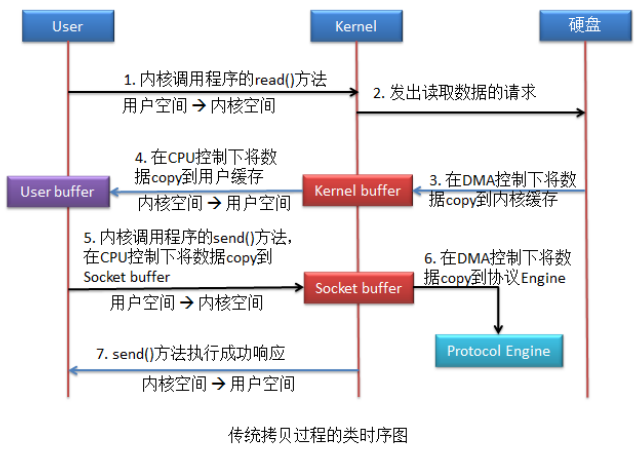 User
Kernel
硬盘
1. 内核调用程序的read()方法
用户空间 → 内核空间
2. 发出读取数据的请求
4. 在CPU控制下将数
据copy到用户缓存
内核空间 → 用户空间
User buffer
Kernel buffer
3. 在DMA控制下将数
据copy到内核缓存
5. 内核调用程序的send()方法，
在CPU控制下将数据copy到
Socket buffer
用户空间 → 内核空间
Socket buffer
6. 在DMA控制下将数
据copy到协议Engine
Protocol Engine
7. send()方法执行成功响应
内核空间 → 用户空间
传统拷贝过程的类时序图